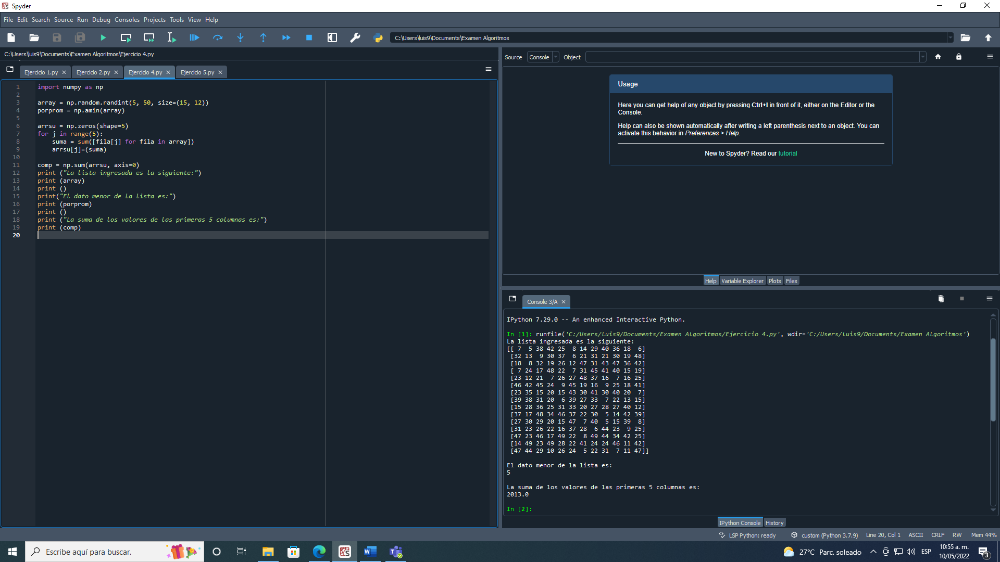 Spyder
File Edit Search Source Run Debug Consoles Projects Tools View Help
C:\Users\luis9\Documents\Examen Algoritmos
C:\Users\luis9\Documents\Examen Algoritmos\Ejercicio 4.py
Ejercicio 1.py Ejercicio 2.py Ejercicio 4.py Ejercicio 5.py
1 import numpy as np
2
3 array = np.random.randint(5, 50, size=(15, 12))
4 porprom = np.amin(array)
5
6 arrsu = np.zeros(shape=5)
7 for j in range(5):
8     suma = sum([fila[j] for fila in array])
9     arrsu[j]=(suma)
10
11 comp = np.sum(arrsu, axis=0)
12 print ("La lista ingresada es la siguiente:")
13 print (array)
14 print ()
15 print("El dato menor de la lista es:")
16 print (porprom)
17 print ()
18 print ("La suma de los valores de las primeras 5 columnas es:")
19 print (comp)
20
Source Console Object
Usage
Here you can get help of any object by pressing Ctrl+I in front of it, either on the Editor or the
Console.
Help can also be shown automatically after writing a left parenthesis next to an object. You can
activate this behavior in Preferences > Help.
New to Spyder? Read our tutorial
Help Variable Explorer Plots Files
Console 3/A
IPython 7.29.0 -- An enhanced Interactive Python.
In [1]: runfile('C:/Users/luis9/Documents/Examen Algoritmos/Ejercicio 4.py', wdir='C:/Users/luis9/Documents/Examen Algoritmos')
La lista ingresada es la siguiente:
[[ 7  5 38 42 25  8 14 29 40 36 18  6]
 [32 13  9 30 37  6 21 31 21 30 19 48]
 [18  8 32 19 26 12 47 31 43 47 36 42]
 [ 7 24 17 48 22  7 31 45 41 40 15 19]
 [23 12 21  7 26 27 48 37 16  7 16 25]
 [46 42 45 24  9 45 19 16  9 25 18 41]
 [23 35 15 20 15 43 30 41 30 40 20  7]
 [39 38 31 20  6 39 27 33  7 22 13 15]
 [15 28 36 25 31 33 20 27 28 27 40 12]
 [37 17 48 34 46 37 22 30  5 14 42 39]
 [27 30 29 20 15 47  7 40  5 15 39  8]
 [31 23 26 22 16 37 28  6 44 23  9 25]
 [47 23 46 17 49 22  8 49 44 34 42 25]
 [14 49 23 49 28 22 41 24 24 46 11 42]
 [47 44 29 10 26 24  5 22 31  7 11 47]]
El dato menor de la lista es:
5
La suma de los valores de las primeras 5 columnas es:
2013.0
In [2]:
IPython Console History
LSP Python: ready custom (Python 3.7.9) Line 20, Col 1 ASCII CRLF RW Mem 44%
Escribe aquí para buscar.
27°C Parc. soleado ESP
10:55 a. m.
10/05/2022
3